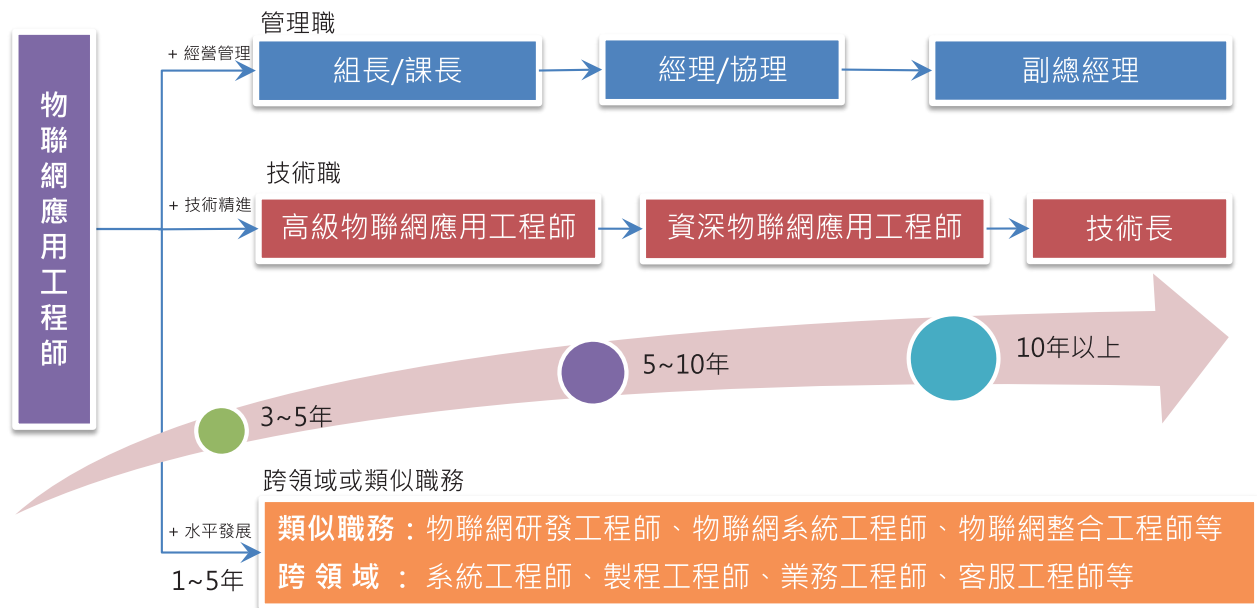 物聯網應用工程師
管理職
+ 經營管理
組長/課長
經理/協理
副總經理
技術職
+ 技術精進
高級物聯網應用工程師
資深物聯網應用工程師
技術長
3~5年
5~10年
10年以上
跨領域或類似職務
+ 水平發展
1~5年
類似職務：物聯網研發工程師、物聯網系統工程師、物聯網整合工程師等
跨 領 域 ： 系統工程師、製程工程師、業務工程師、客服工程師等